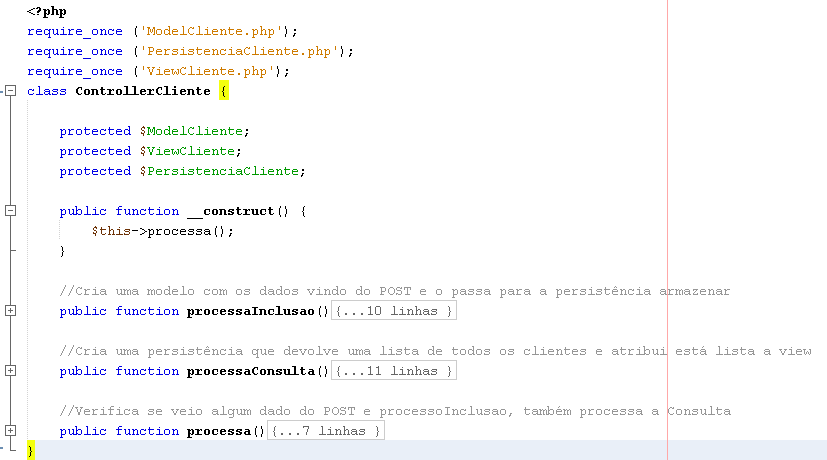 <?php
require_once ('ModelCliente.php');
require_once ('PersistenciaCliente.php');
require_once ('ViewCliente.php');
class ControllerCliente {
protected $ModelCliente;
protected $ViewCliente;
protected $PersistenciaCliente;
public function __construct() {
$this->processa();
}
//Cria uma modelo com os dados vindo do POST e o passa para a persistência armazenar
public function processaInclusao(){...10 linhas }
//Cria uma persistência que devolve uma lista de todos os clientes e atribui está lista a view
public function processaConsulta(){...11 linhas }
//Verifica se veio algum dado do POST e processoInclusao, também processa a Consulta
public function processa(){...7 linhas }
}